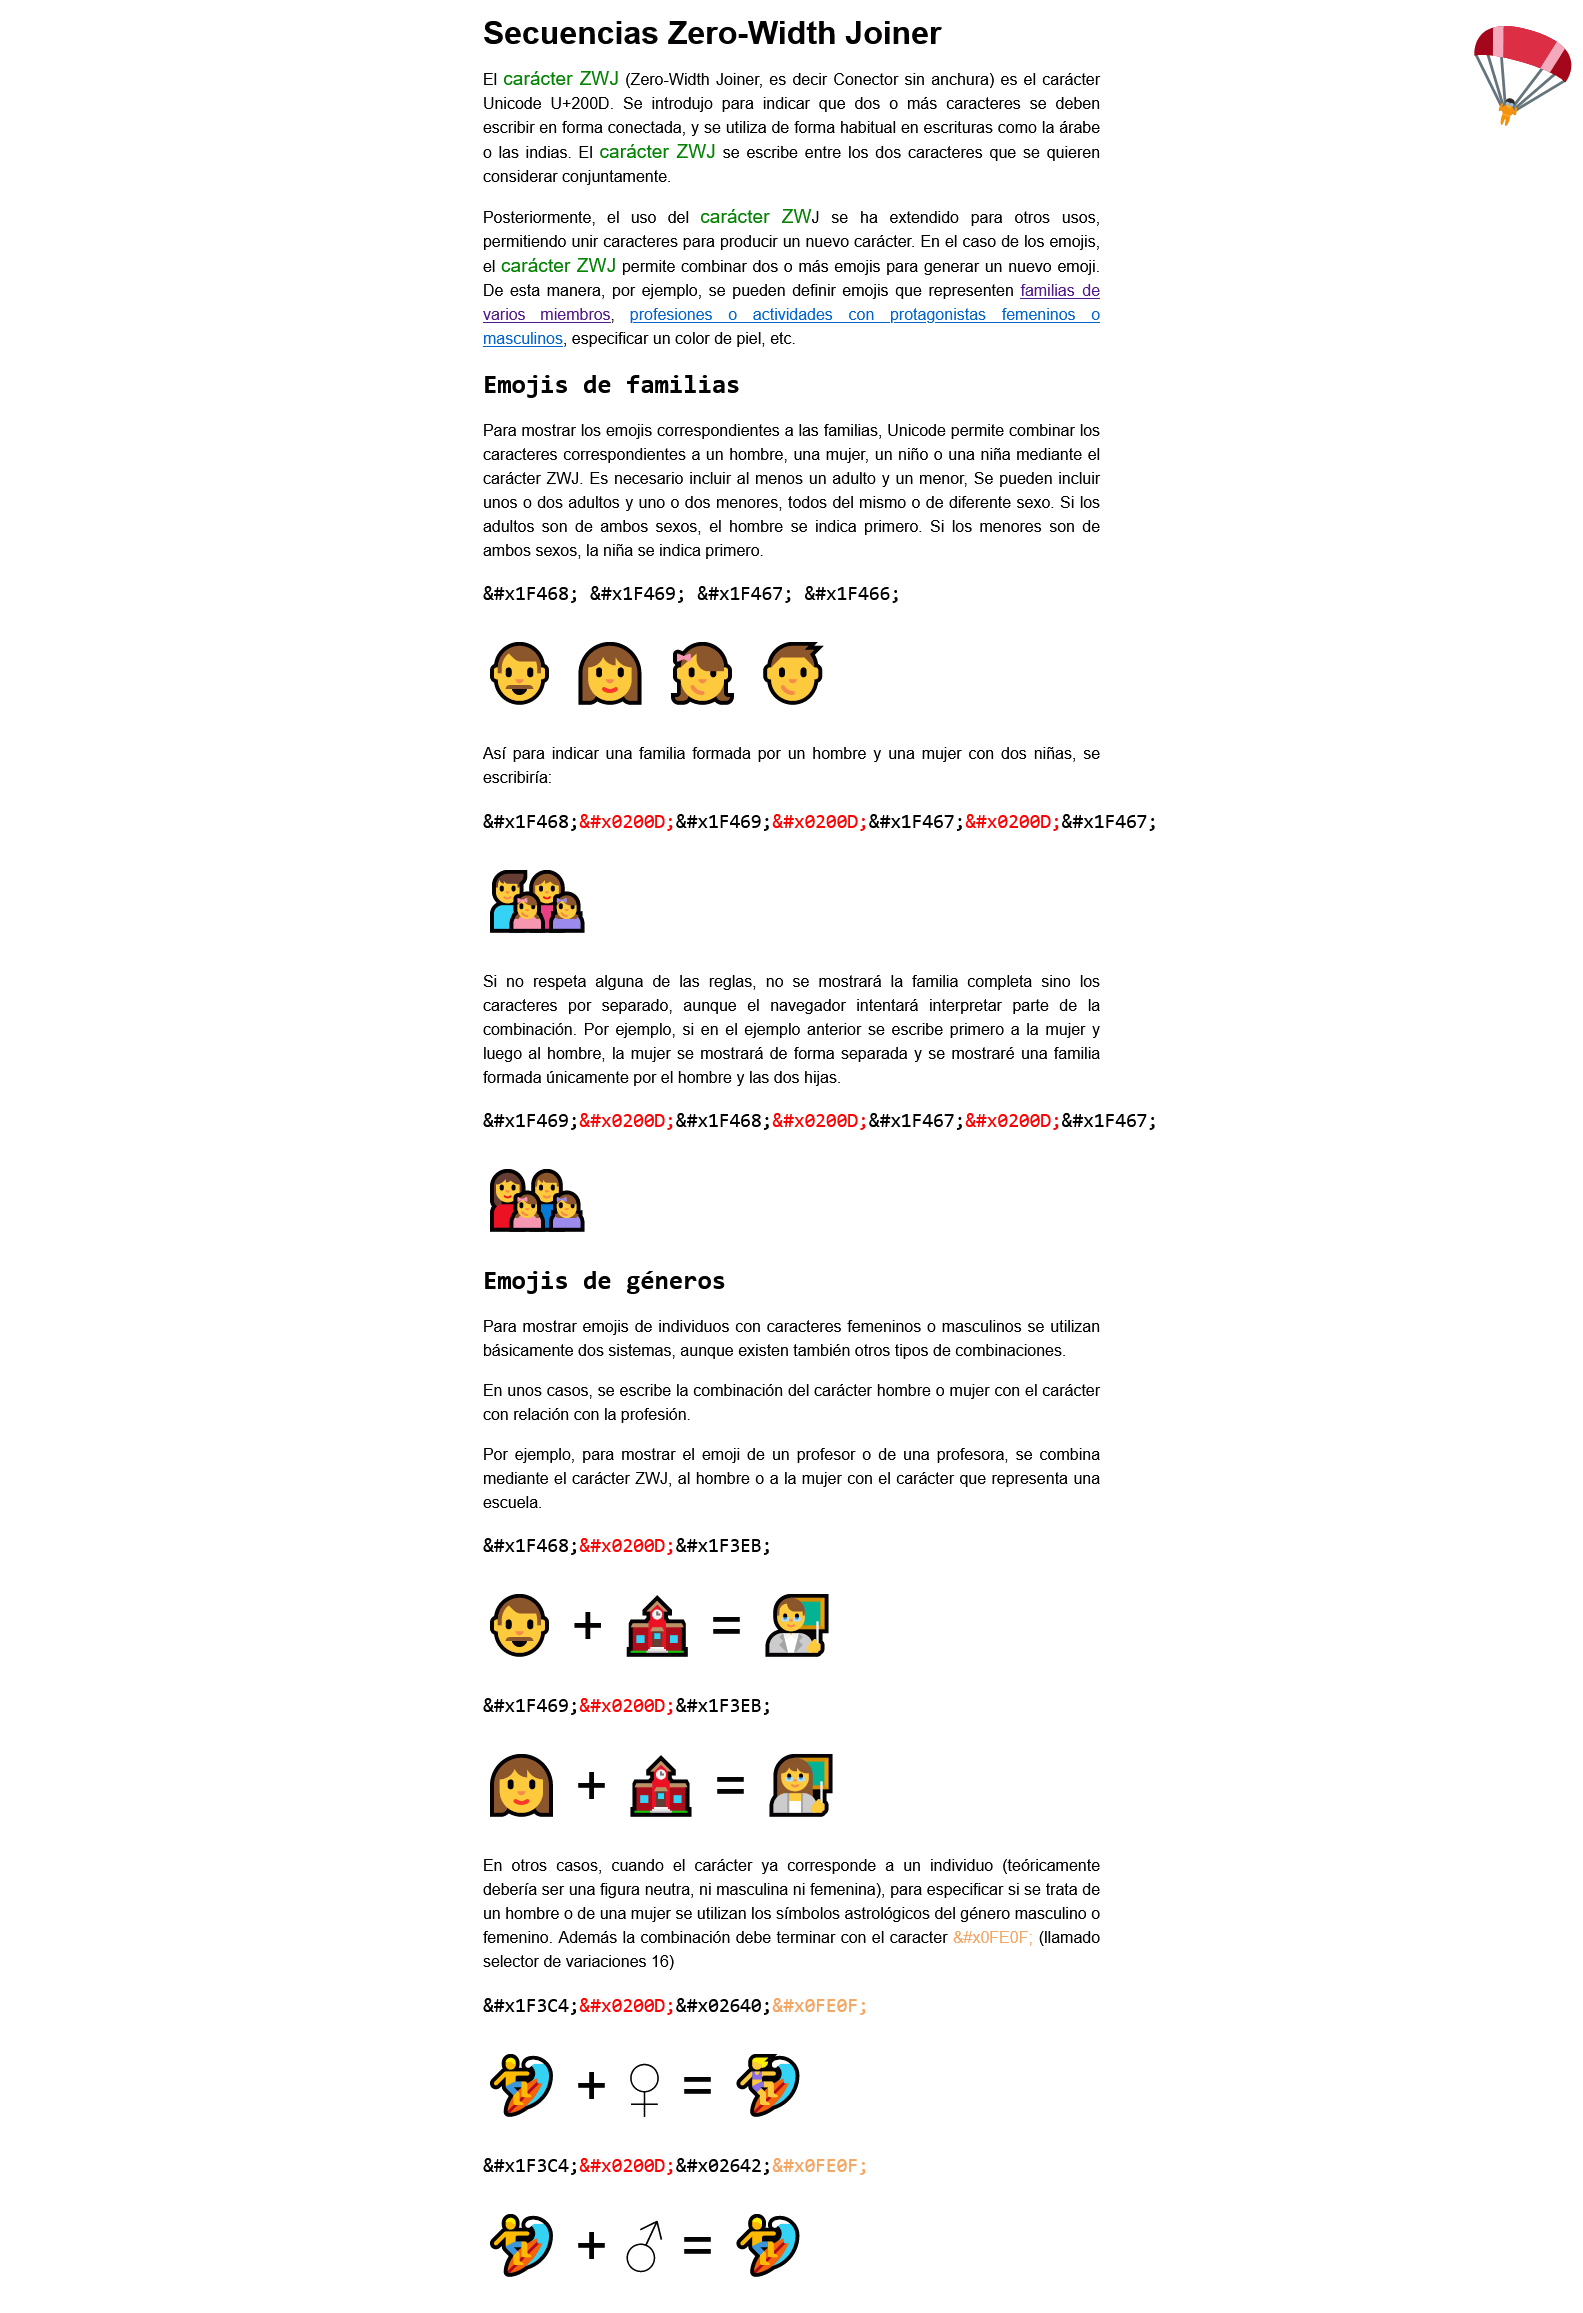 Secuencias Zero-Width Joiner
El carácter ZWJ (Zero-Width Joiner, es decir Conector sin anchura) es el carácter
Unicode U+200D. Se introdujo para indicar que dos o más caracteres se deben
escribir en forma conectada, y se utiliza de forma habitual en escrituras como la árabe
o las indias. El carácter ZWJ se escribe entre los dos caracteres que se quieren
considerar conjuntamente.
Posteriormente, el uso del carácter ZWJ se ha extendido para otros usos,
permitiendo unir caracteres para producir un nuevo carácter. En el caso de los emojis,
el carácter ZWJ permite combinar dos o más emojis para generar un nuevo emoji.
De esta manera, por ejemplo, se pueden definir emojis que representen familias de
varios miembros, profesiones o actividades con protagonistas femeninos o
masculinos, especificar un color de piel, etc.
Emojis de familias
Para mostrar los emojis correspondientes a las familias, Unicode permite combinar los
caracteres correspondientes a un hombre, una mujer, un niño o una niña mediante el
carácter ZWJ. Es necesario incluir al menos un adulto y un menor, Se pueden incluir
unos o dos adultos y uno o dos menores, todos del mismo o de diferente sexo. Si los
adultos son de ambos sexos, el hombre se indica primero. Si los menores son de
ambos sexos, la niña se indica primero.
&#x1F468; &#x1F469; &#x1F467; &#x1F466;
Así para indicar una familia formada por un hombre y una mujer con dos niñas, se
escribiría:
&#x1F468;&#x0200D;&#x1F469;&#x0200D;&#x1F467;&#x0200D;&#x1F467;
Si no respeta alguna de las reglas, no se mostrará la familia completa sino los
caracteres por separado, aunque el navegador intentará interpretar parte de la
combinación. Por ejemplo, si en el ejemplo anterior se escribe primero a la mujer y
luego al hombre, la mujer se mostrará de forma separada y se mostraré una familia
formada únicamente por el hombre y las dos hijas.
&#x1F469;&#x0200D;&#x1F468;&#x0200D;&#x1F467;&#x0200D;&#x1F467;
Emojis de géneros
Para mostrar emojis de individuos con caracteres femeninos o masculinos se utilizan
básicamente dos sistemas, aunque existen también otros tipos de combinaciones.
En unos casos, se escribe la combinación del carácter hombre o mujer con el carácter
con relación con la profesión.
Por ejemplo, para mostrar el emoji de un profesor o de una profesora, se combina
mediante el carácter ZWJ, al hombre o a la mujer con el carácter que representa una
escuela.
&#x1F468;&#x0200D;&#x1F3EB;
+ =
&#x1F469;&#x0200D;&#x1F3EB;
+ =
En otros casos, cuando el carácter ya corresponde a un individuo (teóricamente
debería ser una figura neutra, ni masculina ni femenina), para especificar si se trata de
un hombre o de una mujer se utilizan los símbolos astrológicos del género masculino o
femenino. Además la combinación debe terminar con el caracter &#x0FE0F; (llamado
selector de variaciones 16)
&#x1F3C4;&#x0200D;&#x02640;&#x0FE0F;
+ ♀ =
&#x1F3C4;&#x0200D;&#x02642;&#x0FE0F;
+ ♂ =